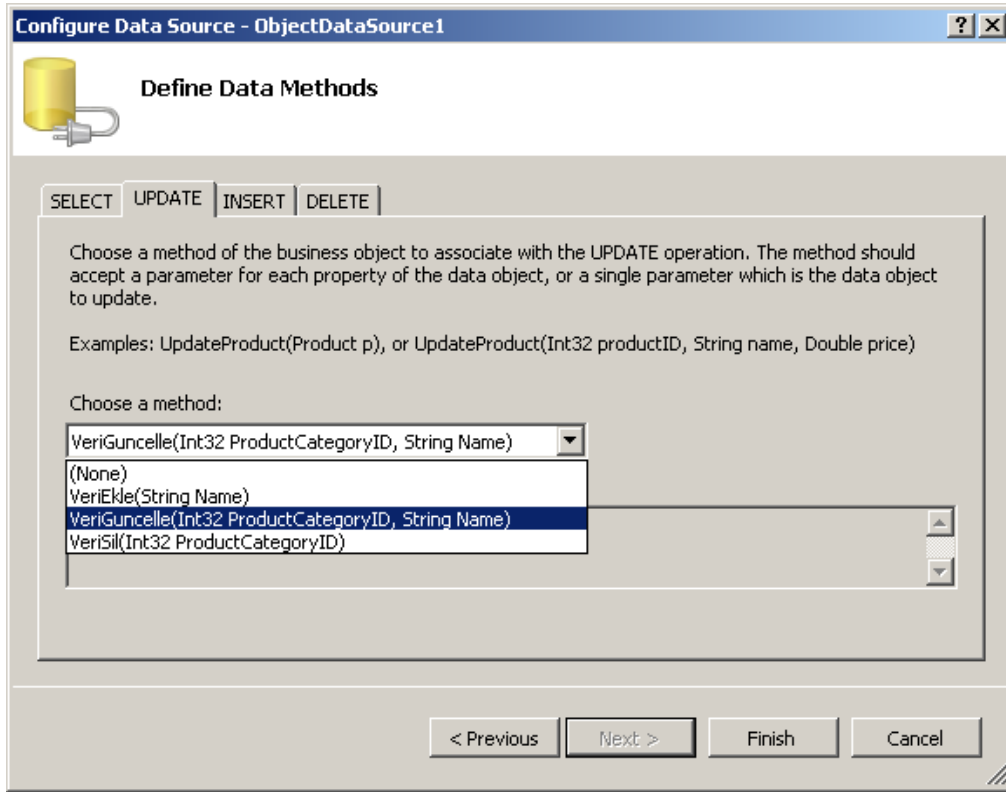 Configure Data Source - ObjectDataSource1
Define Data Methods
SELECT UPDATE INSERT DELETE
Choose a method of the business object to associate with the UPDATE operation. The method should
accept a parameter for each property of the data object, or a single parameter which is the data object
to update.
Examples: UpdateProduct(Product p), or UpdateProduct(Int32 productID, String name, Double price)
Choose a method:
VeriGuncelle(Int32 ProductCategoryID, String Name)
(None)
VeriEkle(String Name)
VeriGuncelle(Int32 ProductCategoryID, String Name)
VeriSil(Int32 ProductCategoryID)
< Previous Next > Finish Cancel